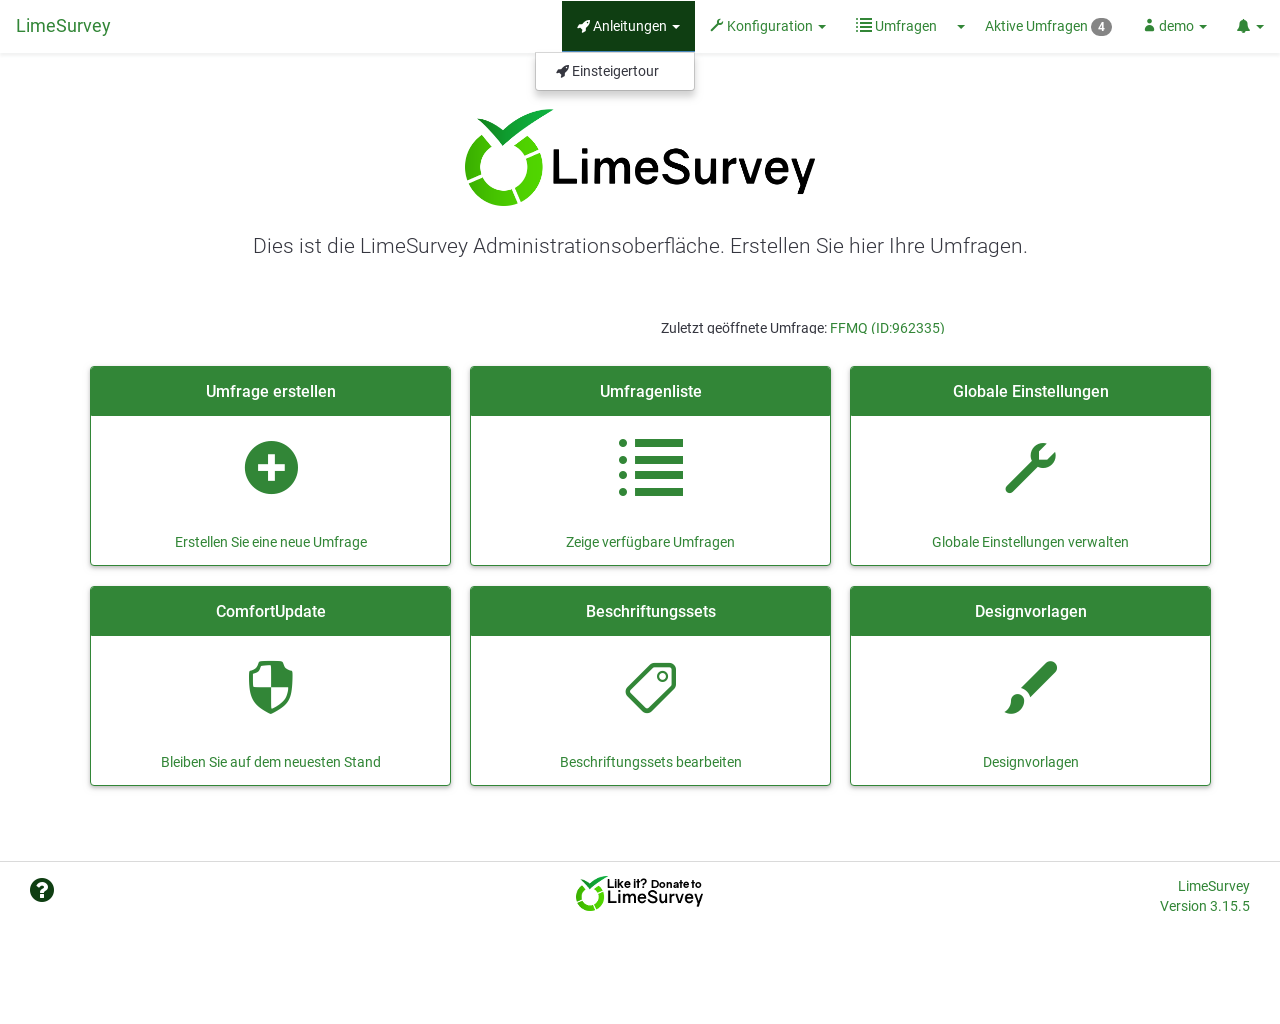 LimeSurvey
Anleitungen
Konfiguration
Umfragen
Aktive Umfragen 4
demo
Einsteigertour
LimeSurvey
Dies ist die LimeSurvey Administrationsoberfläche. Erstellen Sie hier Ihre Umfragen.
Zuletzt geöffnete Umfrage: FFMQ (ID:962335)
Umfrage erstellen
Erstellen Sie eine neue Umfrage
Umfragenliste
Zeige verfügbare Umfragen
Globale Einstellungen
Globale Einstellungen verwalten
ComfortUpdate
Bleiben Sie auf dem neuesten Stand
Beschriftungssets
Beschriftungssets bearbeiten
Designvorlagen
Designvorlagen
Like it? Donate to
LimeSurvey
LimeSurvey
Version 3.15.5